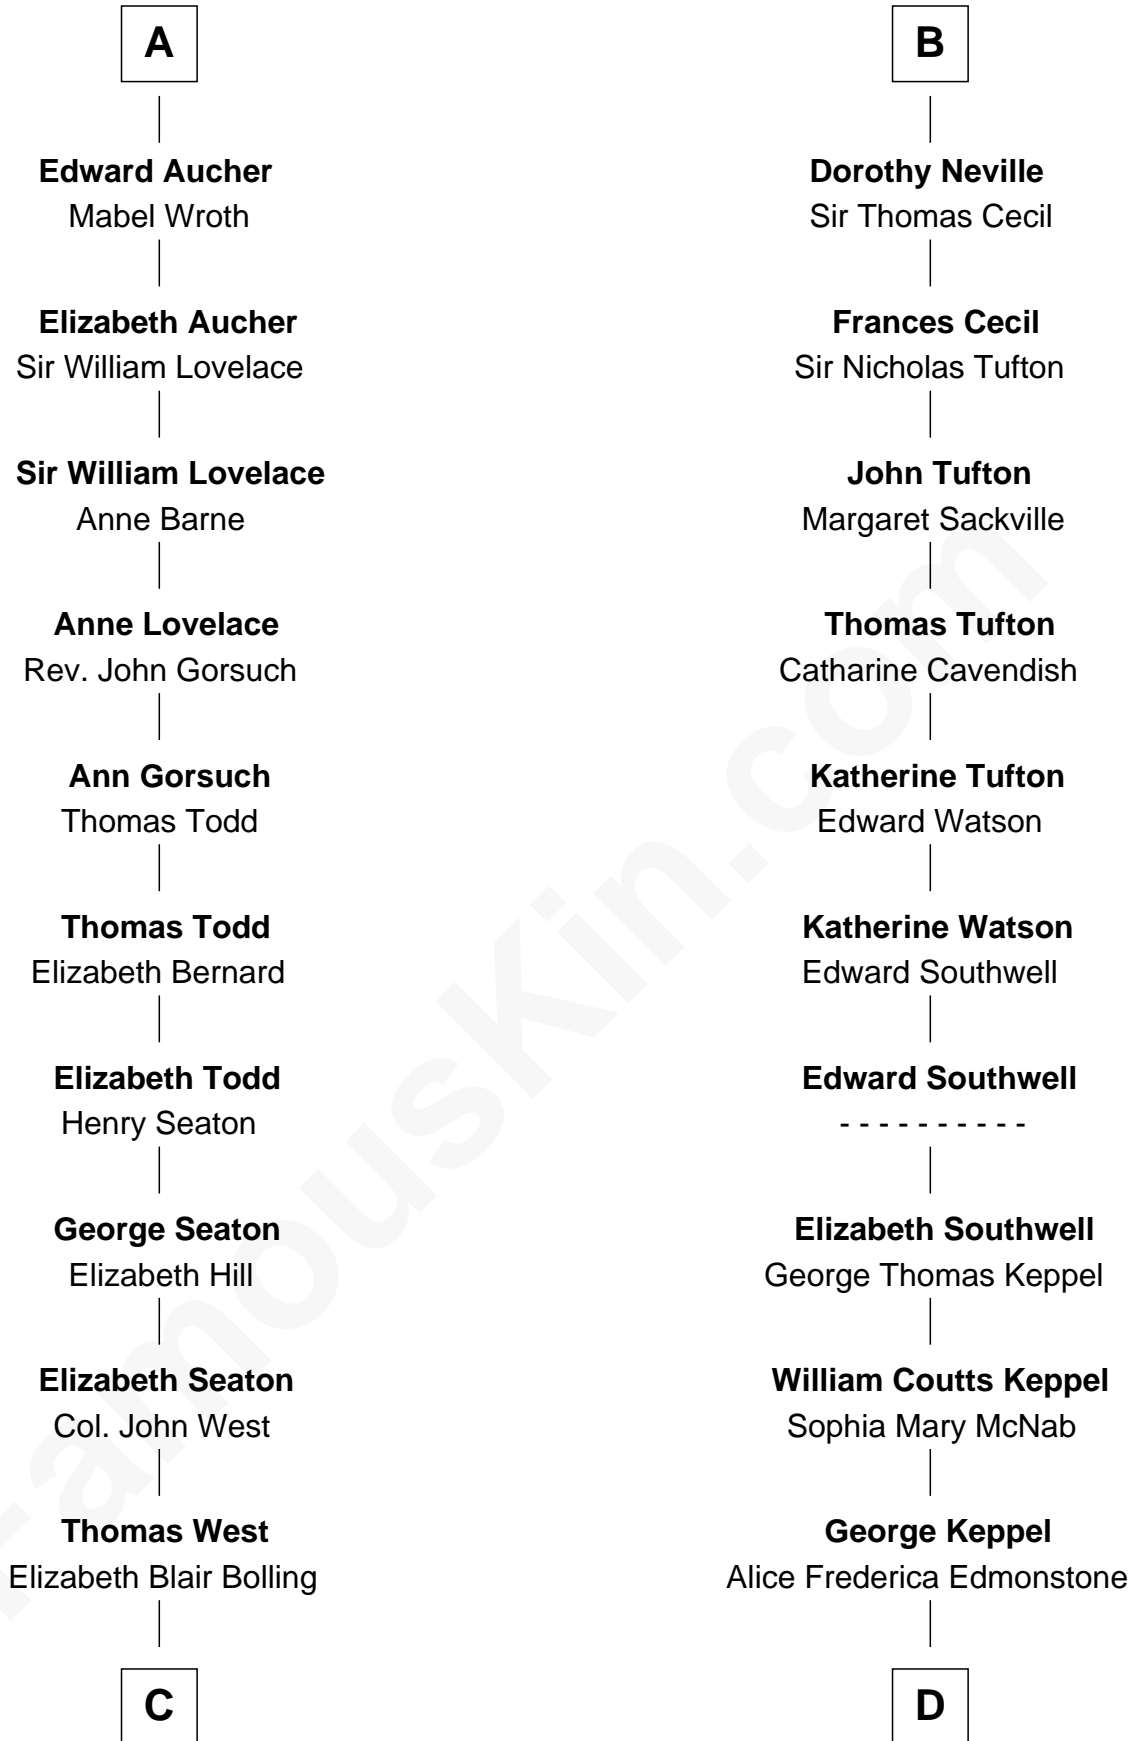 A
Edward Aucher
Mabel Wroth
Elizabeth Aucher
Sir William Lovelace
Sir William Lovelace
Anne Barne
Anne Lovelace
Rev. John Gorsuch
Ann Gorsuch
Thomas Todd
Thomas Todd
Elizabeth Bernard
Elizabeth Todd
Henry Seaton
George Seaton
Elizabeth Hill
Elizabeth Seaton
Col. John West
Thomas West
Elizabeth Blair Bolling
C
B
Dorothy Neville
Sir Thomas Cecil
Frances Cecil
Sir Nicholas Tufton
John Tufton
Margaret Sackville
Thomas Tufton
Catharine Cavendish
Katherine Tufton
Edward Watson
Katherine Watson
Edward Southwell
Edward Southwell
- - - - - - - - - -
Elizabeth Southwell
George Thomas Keppel
William Coutts Keppel
Sophia Mary McNab
George Keppel
Alice Frederica Edmonstone
D
FamousKin.com